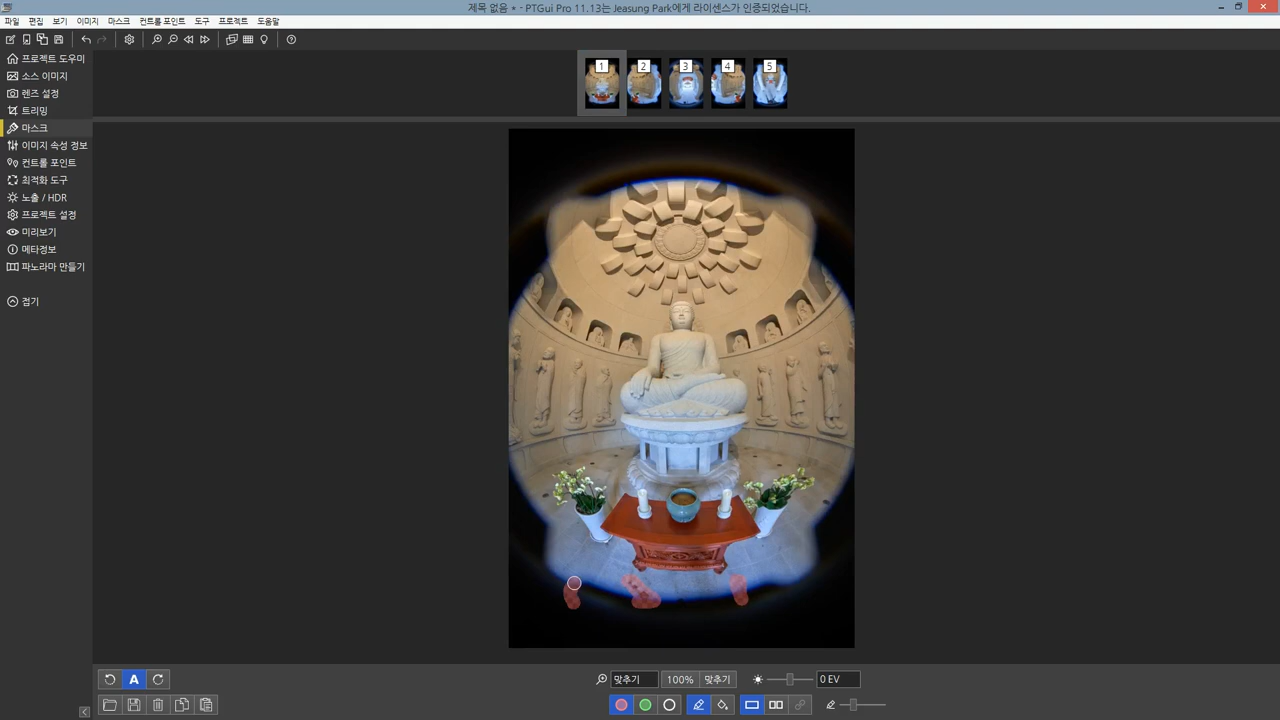 제목 없음 * - PTGui Pro 11.13는 Jeasung Park에게 라이센스가 인증되었습니다.
파일 편집 보기 이미지 마스크 컨트롤 포인트 도구 프로젝트 도움말
프로젝트 도우미
소스 이미지
렌즈 설정
트리밍
마스크
이미지 속성 정보
컨트롤 포인트
최적화 도구
노출 / HDR
프로젝트 설정
미리보기
메타정보
파노라마 만들기
접기
1 2 3 4 5
A
맞추기 100% 맞추기 0 EV